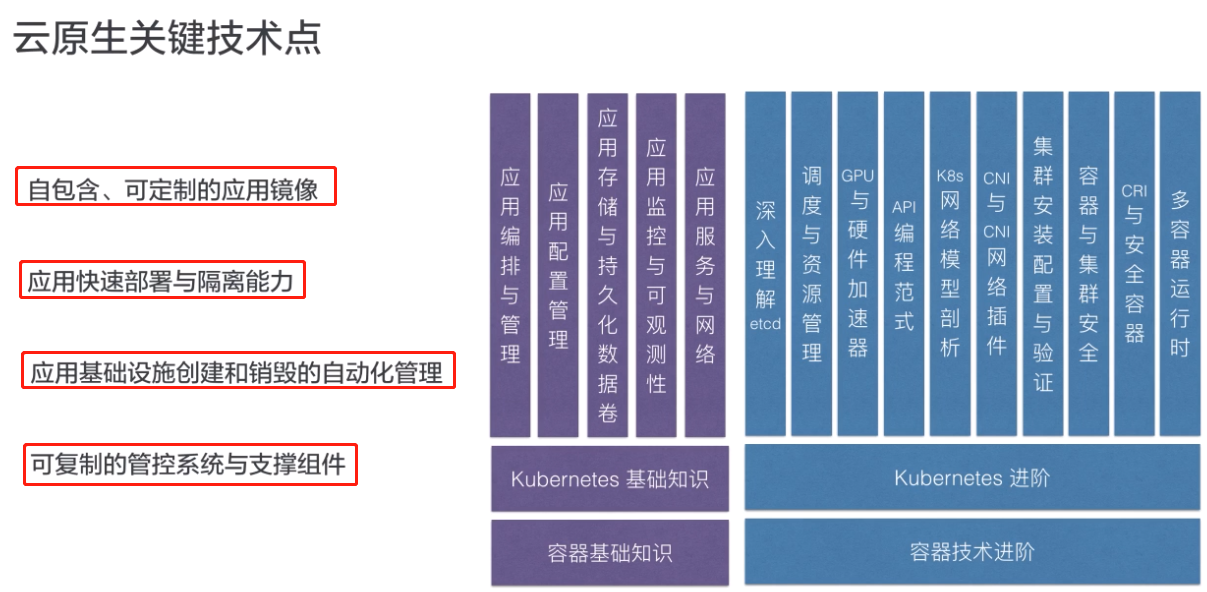 云原生关键技术点
自包含、可定制的应用镜像
应用快速部署与隔离能力
应用基础设施创建和销毁的自动化管理
可复制的管控系统与支撑组件
应用编排与管理
应用配置管理
应用存储与持久化数据卷
应用监控与可观测性
应用服务与网络
Kubernetes 基础知识
容器基础知识
深入理解etcd
调度与资源管理
GPU与硬件加速器
API编程范式
K8s网络模型剖析
CNI与CNI网络插件
集群安装配置与验证
容器与集群安全
CRI与安全容器
多容器运行时
Kubernetes 进阶
容器技术进阶